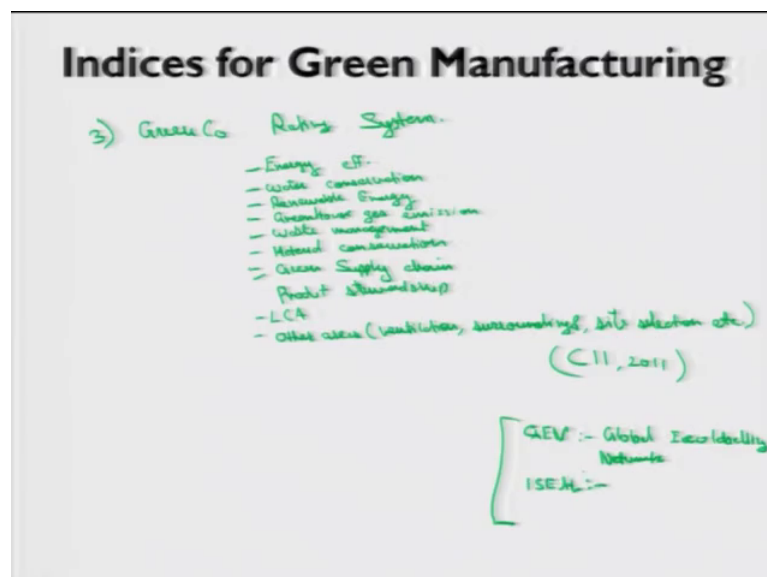 Indices for Green Manufacturing
3) GreenCo Rating System.
- Energy eff.
- Water conservation
- Renewable Energy
- Greenhouse gas emission
- Waste management
- Material conservation
- Green Supply chain
Product stewardship
- LCA
- Other areas (ventilation, surroundings, site selection etc.)
(CII, 2011)
GEN :- Global Ecolabelling
Network
ISEAL :-